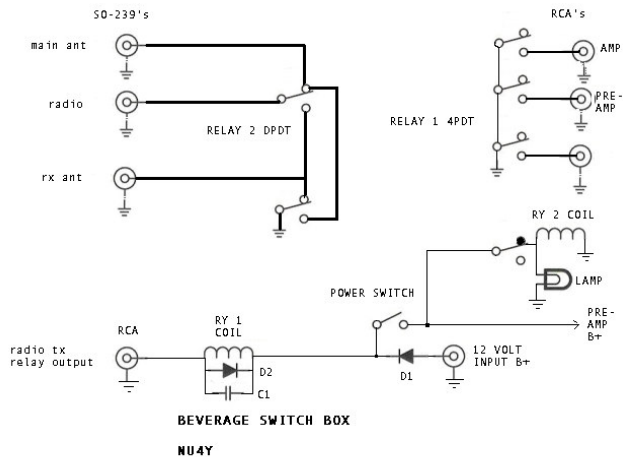 SO-239's
RCA's
main ant
AMP
radio
PRE-
AMP
RELAY 2 DPDT
RELAY 1 4PDT
rx ant
RY 2 COIL
LAMP
POWER SWITCH
RY 1
COIL
PRE-
AMP
B+
RCA
radio tx
relay output
12 VOLT
INPUT B+
D2
D1
C1
BEVERAGE SWITCH BOX
NU4Y